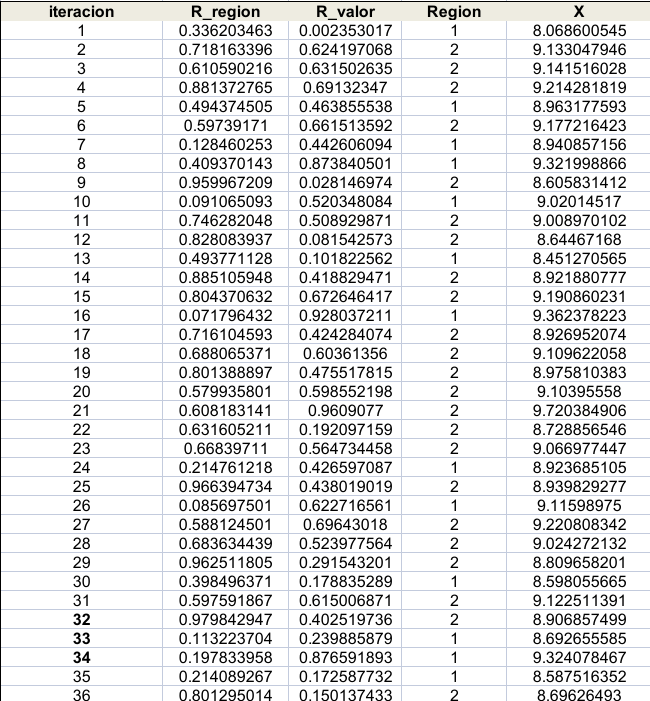 iteracion R_region R_valor Region X
1 0.336203463 0.002353017 1 8.068600545
2 0.718163396 0.624197068 2 9.133047946
3 0.610590216 0.631502635 2 9.141516028
4 0.881372765 0.69132347 2 9.214281819
5 0.494374505 0.463855538 1 8.963177593
6 0.59739171 0.661513592 2 9.177216423
7 0.128460253 0.442606094 1 8.940857156
8 0.409370143 0.873840501 1 9.321998866
9 0.959967209 0.028146974 2 8.605831412
10 0.091065093 0.520348084 1 9.02014517
11 0.746282048 0.508929871 2 9.008970102
12 0.828083937 0.081542573 2 8.64467168
13 0.493771128 0.101822562 1 8.451270565
14 0.885105948 0.418829471 2 8.921880777
15 0.804370632 0.672646417 2 9.190860231
16 0.071796432 0.928037211 1 9.362378223
17 0.716104593 0.424284074 2 8.926952074
18 0.688065371 0.60361356 2 9.109622058
19 0.801388897 0.475517815 2 8.975810383
20 0.579935801 0.598552198 2 9.10395558
21 0.608183141 0.9609077 2 9.720384906
22 0.631605211 0.192097159 2 8.728856546
23 0.66839711 0.564734458 2 9.066977447
24 0.214761218 0.426597087 1 8.923685105
25 0.966394734 0.438019019 2 8.939829277
26 0.085697501 0.622716561 1 9.11598975
27 0.588124501 0.69643018 2 9.220808342
28 0.683634439 0.523977564 2 9.024272132
29 0.962511805 0.291543201 2 8.809658201
30 0.398496371 0.178835289 1 8.598055665
31 0.597591867 0.615006871 2 9.122511391
32 0.979842947 0.402519736 2 8.906857499
33 0.113223704 0.239885879 1 8.692655585
34 0.197833958 0.876591893 1 9.324078467
35 0.214089267 0.172587732 1 8.587516352
36 0.801295014 0.150137433 2 8.69626493